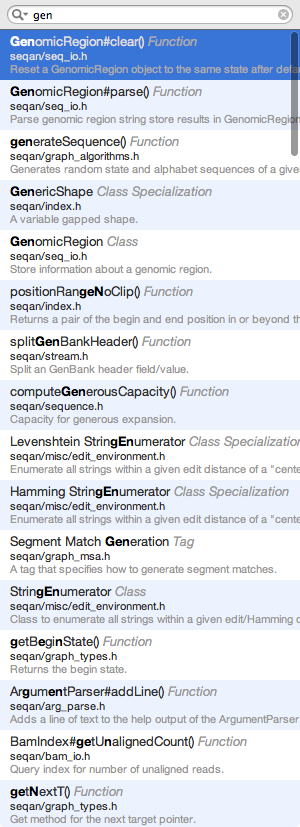 gen
GenomicRegion#clear() Function
seqan/seq_io.h
Reset a GenomicRegion object to the same state after defa
GenomicRegion#parse() Function
seqan/seq_io.h
Parse genomic region string store results in GenomicRegion
generateSequence() Function
seqan/graph_algorithms.h
Generates random state and alphabet sequences of a give
GenericShape Class Specialization
seqan/index.h
A variable gapped shape.
GenomicRegion Class
seqan/seq_io.h
Store information about a genomic region.
positionRangeNoClip() Function
seqan/index.h
Returns a pair of the begin and end position in or beyond th
splitGenBankHeader() Function
seqan/stream.h
Split an GenBank header field/value.
computeGenerousCapacity() Function
seqan/sequence.h
Capacity for generous expansion.
Levenshtein StringEnumerator Class Specialization
seqan/misc/edit_environment.h
Enumerate all strings within a given edit distance of a "cente
Hamming StringEnumerator Class Specialization
seqan/misc/edit_environment.h
Enumerate all strings within a given edit distance of a "cente
Segment Match Generation Tag
seqan/graph_msa.h
A tag that specifies how to generate segment matches.
StringEnumerator Class
seqan/misc/edit_environment.h
Class to enumerate all strings within a given edit/Hamming d
getBeginState() Function
seqan/graph_types.h
Returns the begin state.
ArgumentParser#addLine() Function
seqan/arg_parse.h
Adds a line of text to the help output of the ArgumentParser
BamIndex#getUnalignedCount() Function
seqan/bam_io.h
Query index for number of unaligned reads.
getNextT() Function
seqan/graph_types.h
Get method for the next target pointer.